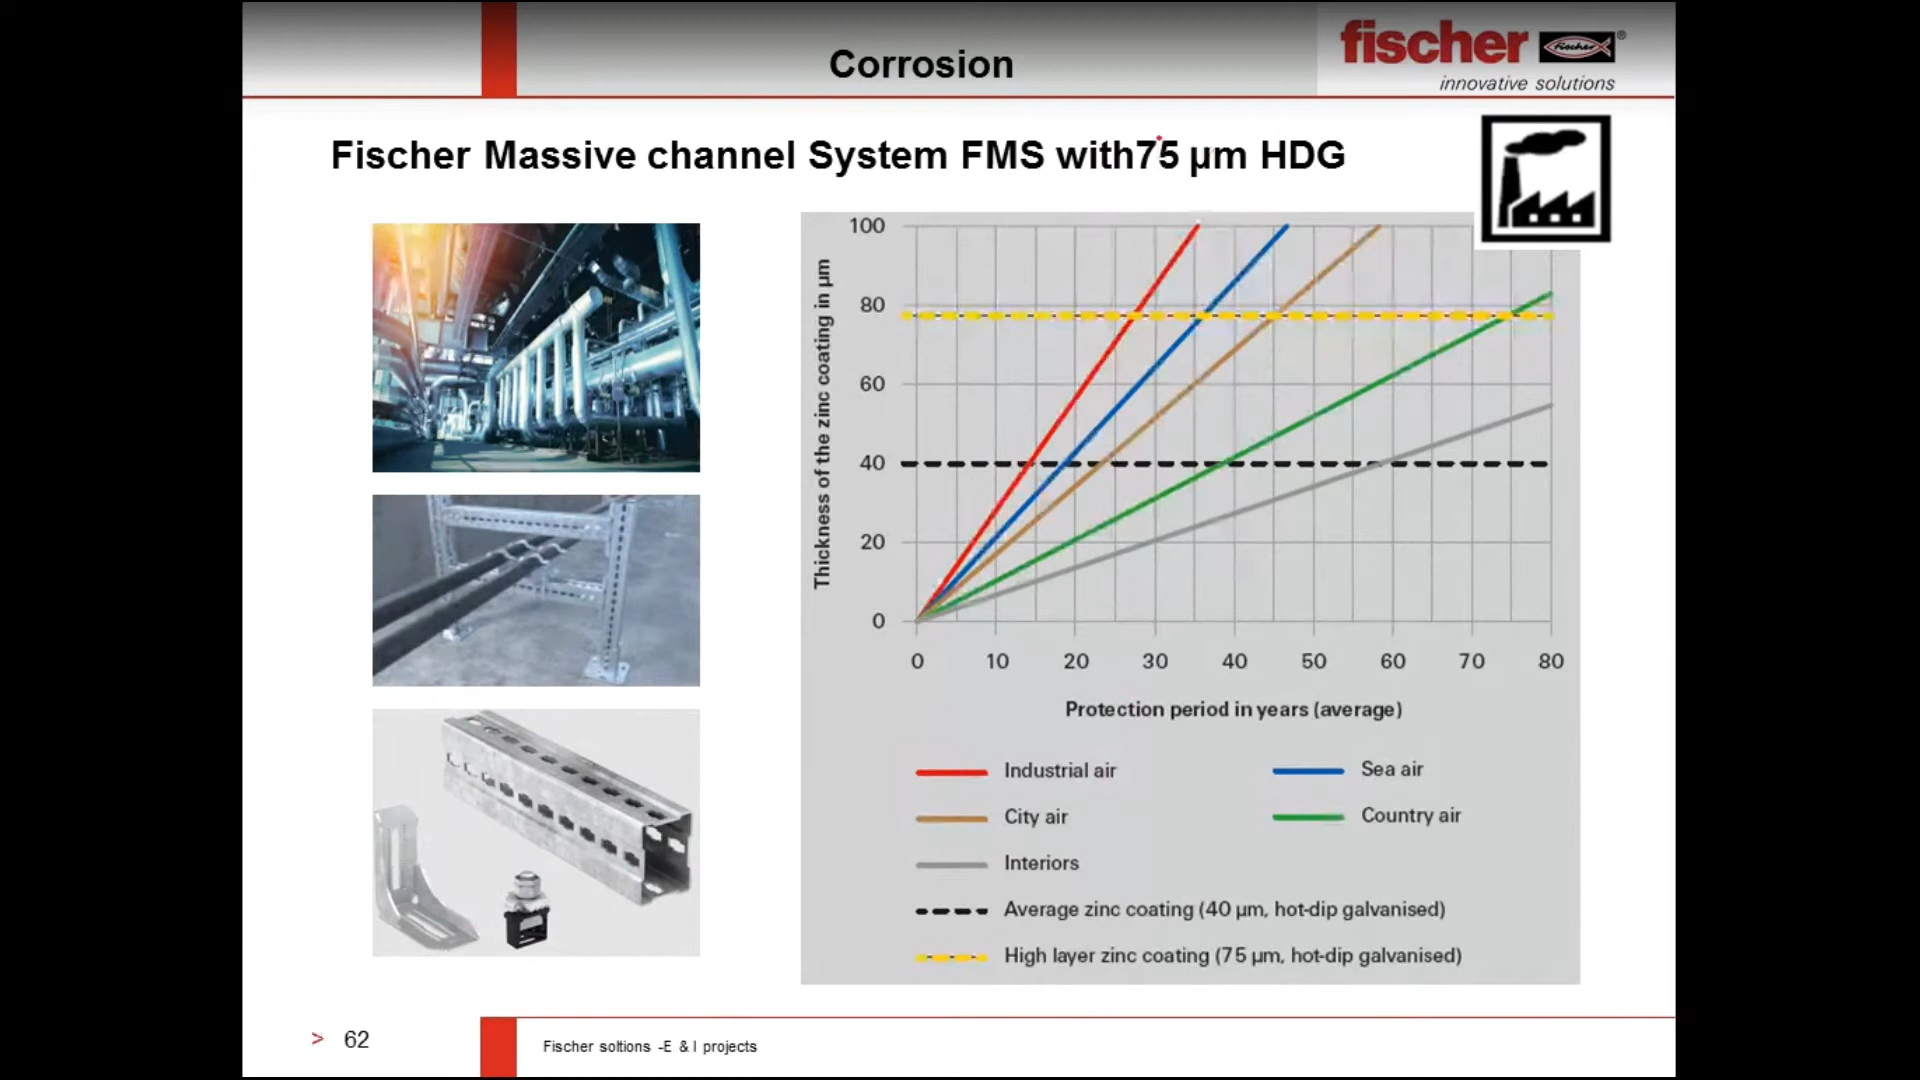 Corrosion
fischer
fischer
®
innovative solutions
Fischer Massive channel System FMS with75 µm HDG
Thickness of the zinc coating in µm
100
80
60
40
20
0
0 10 20 30 40 50 60 70 80
Protection period in years (average)
Industrial air
Sea air
City air
Country air
Interiors
Average zinc coating (40 µm, hot-dip galvanised)
High layer zinc coating (75 µm, hot-dip galvanised)
> 62
Fischer soltions -E & I projects